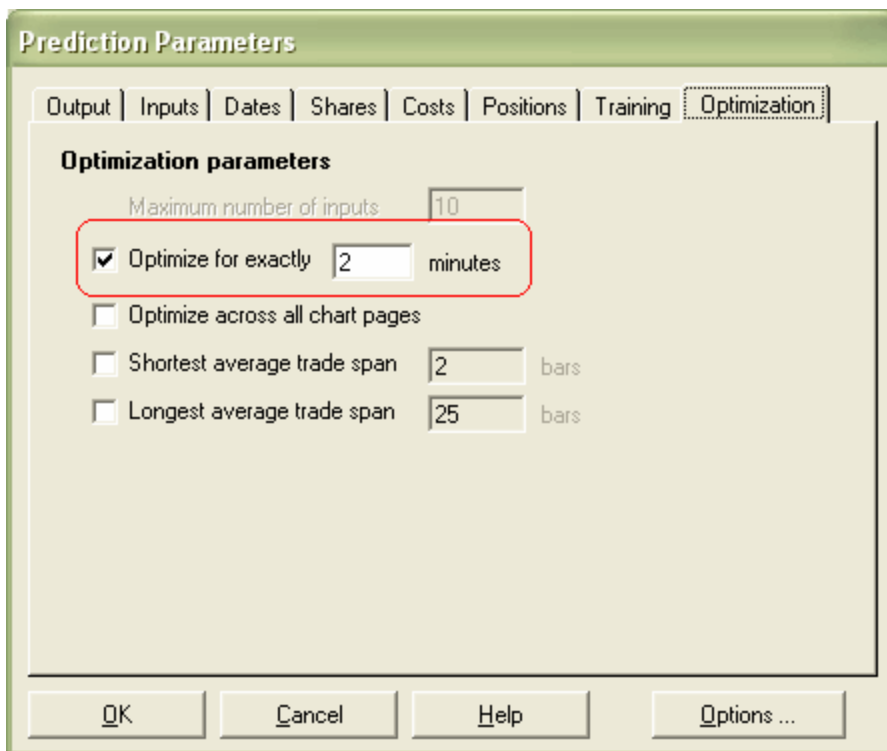 Prediction Parameters
Output Inputs Dates Shares Costs Positions Training Optimization
Optimization parameters
Maximum number of inputs 10
Optimize for exactly 2 minutes
Optimize across all chart pages
Shortest average trade span 2 bars
Longest average trade span 25 bars
OK Cancel Help Options ...